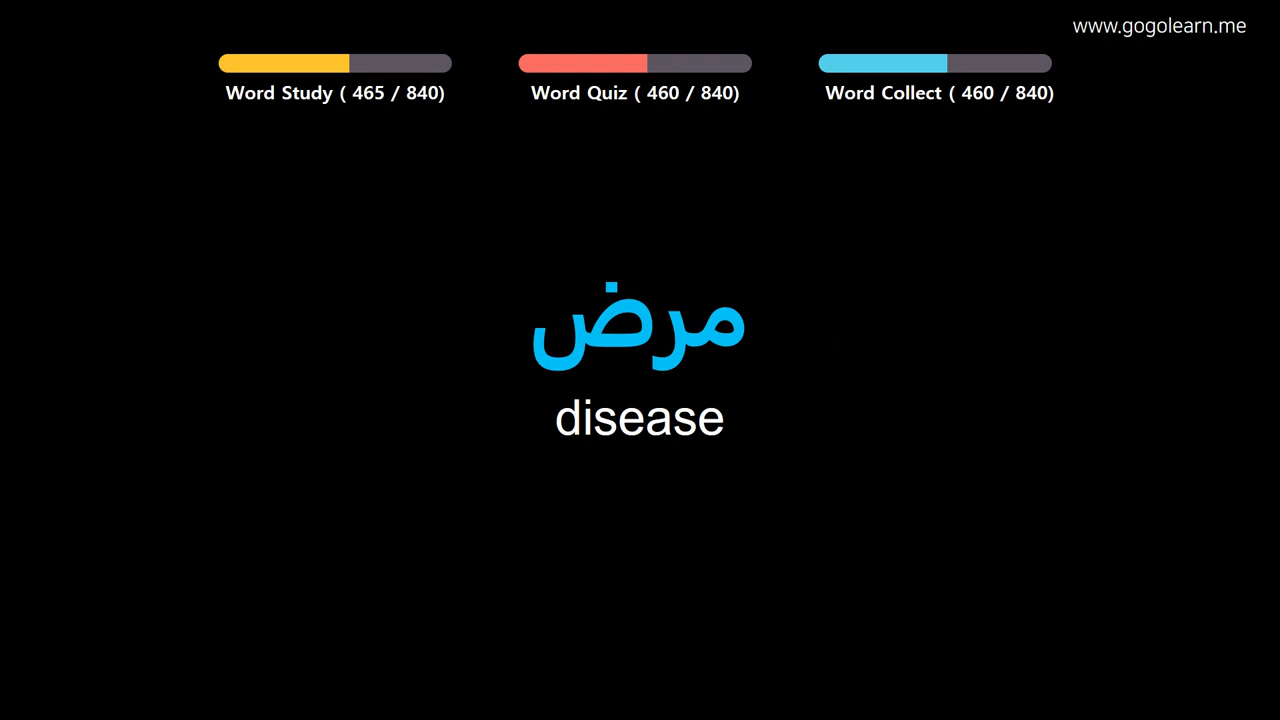 www.gogolearn.me
Word Study ( 465 / 840)
Word Quiz ( 460 / 840)
Word Collect ( 460 / 840)
مرض
disease